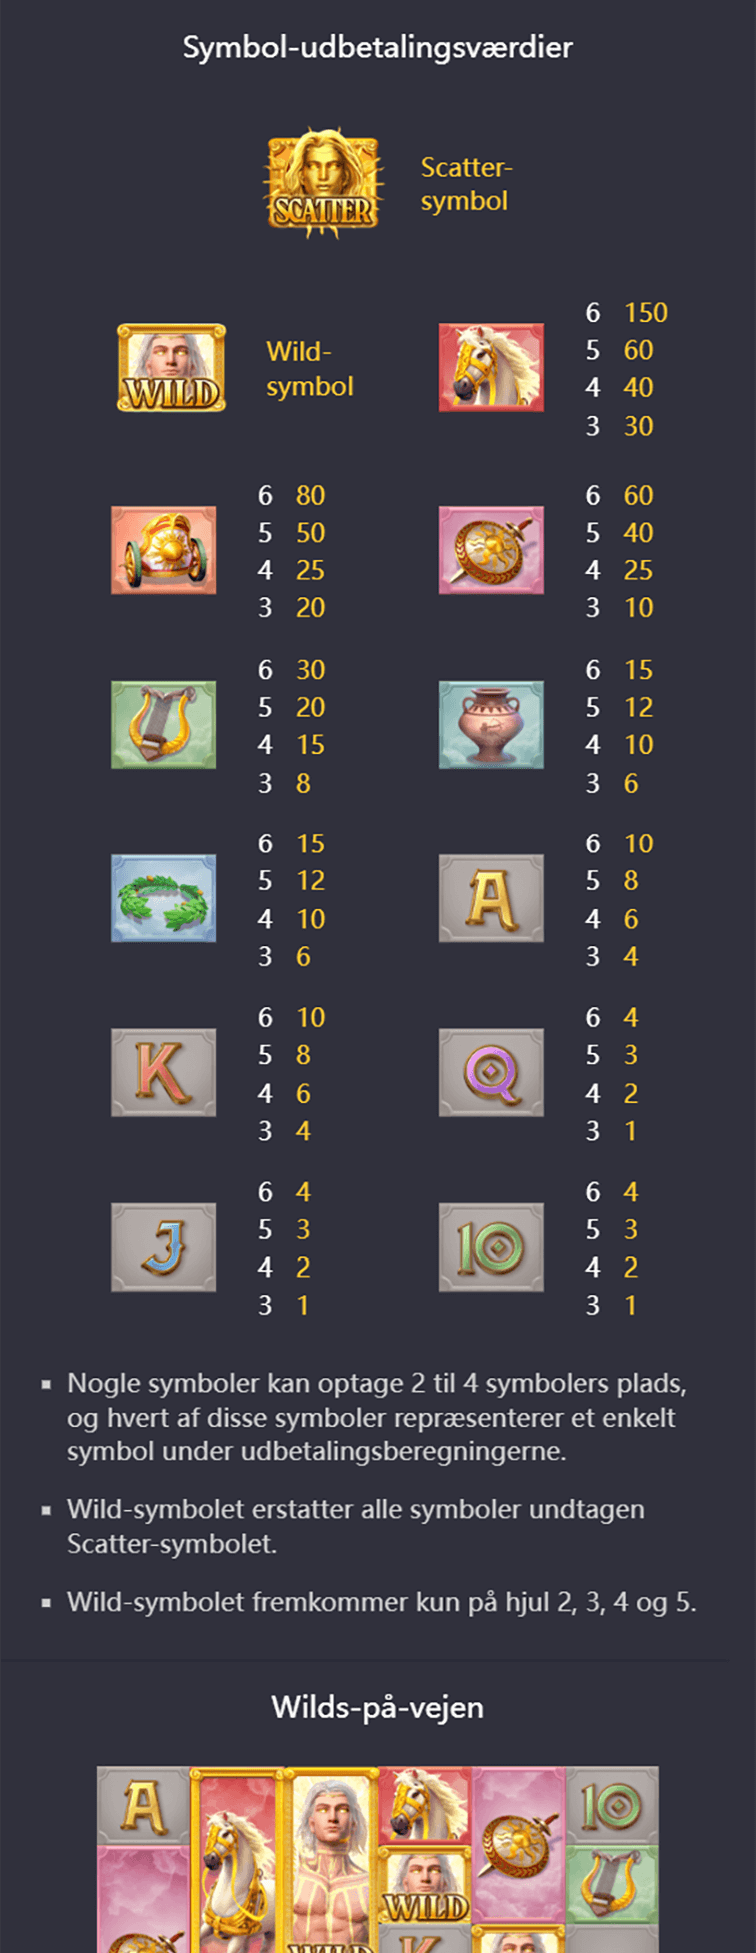 Symbol-udbetalingsværdier
SCATTER
Scatter-
symbol
WILD
Wild-
symbol
6 150
5 60
4 40
3 30
6 80
5 50
4 25
3 20
6 60
5 40
4 25
3 10
6 30
5 20
4 15
3 8
6 15
5 12
4 10
3 6
6 15
5 12
4 10
3 6
A
6 10
5 8
6 4
4 6
3 4
K
6 10
5 8
4 6
3 4
Q
6 4
5 3
4 2
3 1
J
6 4
5 3
4 2
3 1
10
6 4
5 3
4 2
3 1
▪ Nogle symboler kan optage 2 til 4 symbolers plads,
og hvert af disse symboler repræsenterer et enkelt
symbol under udbetalingsberegningerne.
▪ Wild-symbolet erstatter alle symboler undtagen
Scatter-symbolet.
▪ Wild-symbolet fremkommer kun på hjul 2, 3, 4 og 5.
Wilds-på-vejen
A
10
WILD
K
WILD